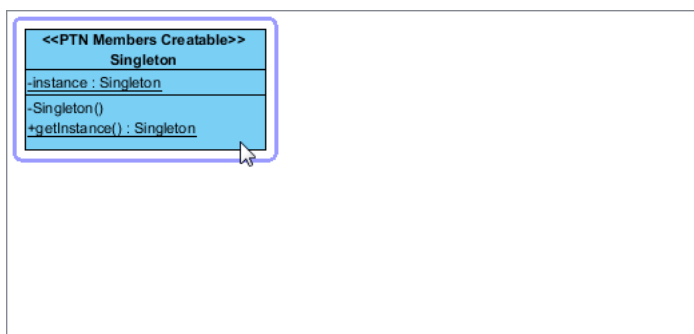 <<PTN Members Creatable>>
Singleton
-instance : Singleton
-Singleton()
+getInstance() : Singleton